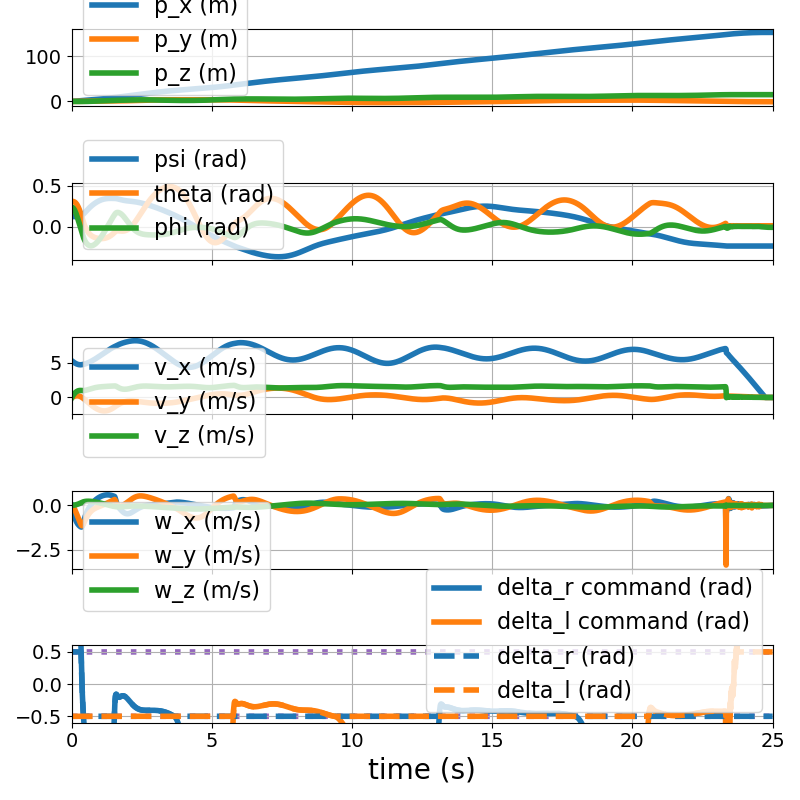 p_x (m)
p_y (m)
p_z (m)
100
0
psi (rad)
theta (rad)
phi (rad)
0.5
0.0
v_x (m/s)
v_y (m/s)
v_z (m/s)
5
0
w_x (m/s)
w_y (m/s)
w_z (m/s)
0.0
−2.5
delta_r command (rad)
delta_l command (rad)
delta_r (rad)
delta_l (rad)
0.5
0.0
−0.5
0 5 10 15 20 25
time (s)